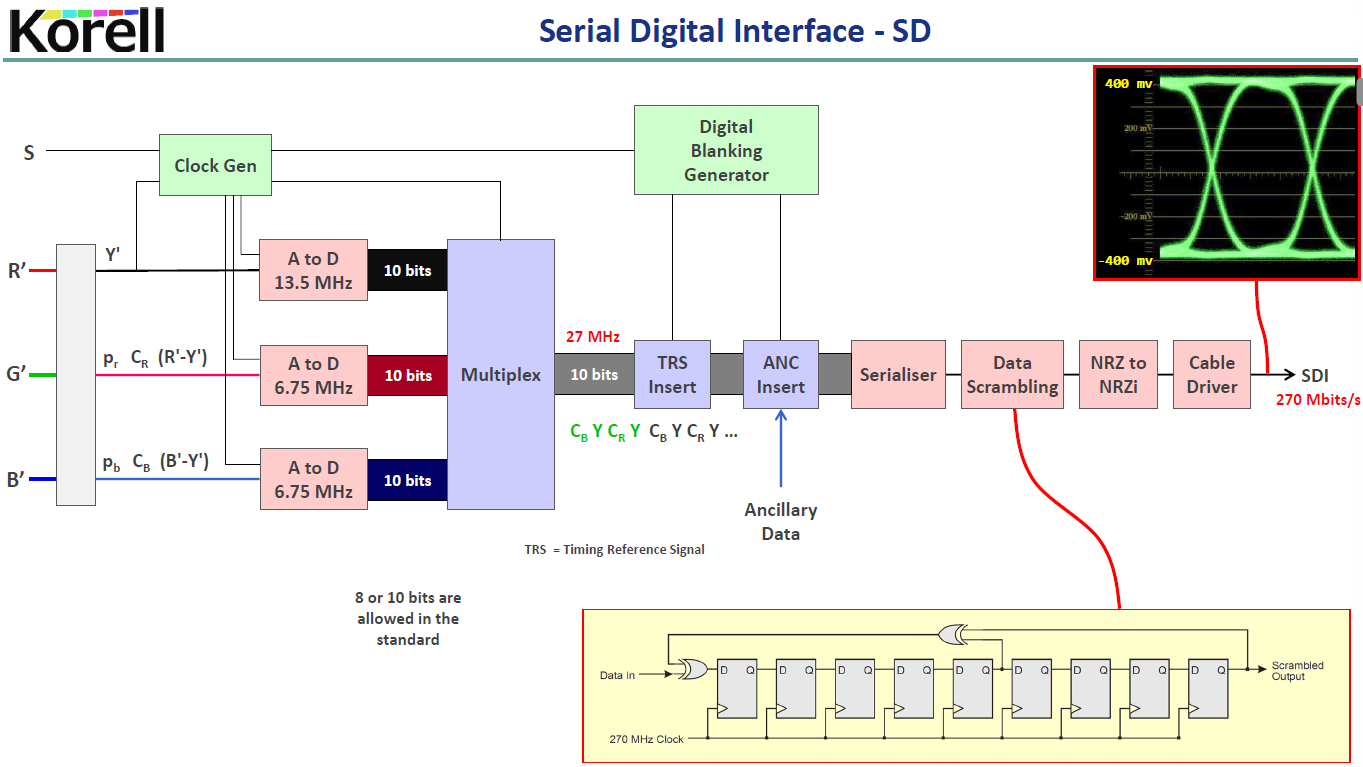 Korell
Serial Digital Interface - SD
400 mv
200 mV
-200 mV
-400 mv
S
Clock Gen
Digital
Blanking
Generator
R’
Y'
A to D
13.5 MHz
10 bits
G’
pr CR (R'-Y')
A to D
6.75 MHz
10 bits
B’
pb CB (B'-Y')
A to D
6.75 MHz
10 bits
Multiplex
27 MHz
10 bits
TRS
Insert
ANC
Insert
Serialiser
Data
Scrambling
NRZ to
NRZi
Cable
Driver
SDI
270 Mbits/s
CB Y CR Y CB Y CR Y ...
Ancillary
Data
TRS = Timing Reference Signal
8 or 10 bits are
allowed in the
standard
Data In
D Q D Q D Q D Q D Q D Q D Q D Q D Q
Scrambled
Output
270 MHz Clock